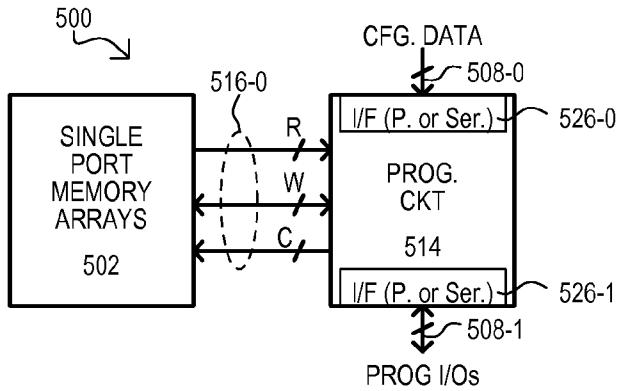 500
CFG. DATA
508-0
516-0
I/F (P. or Ser.)
526-0
SINGLE
PORT
MEMORY
ARRAYS
502
R
W
C
PROG.
CKT
514
I/F (P. or Ser.)
526-1
508-1
PROG I/Os